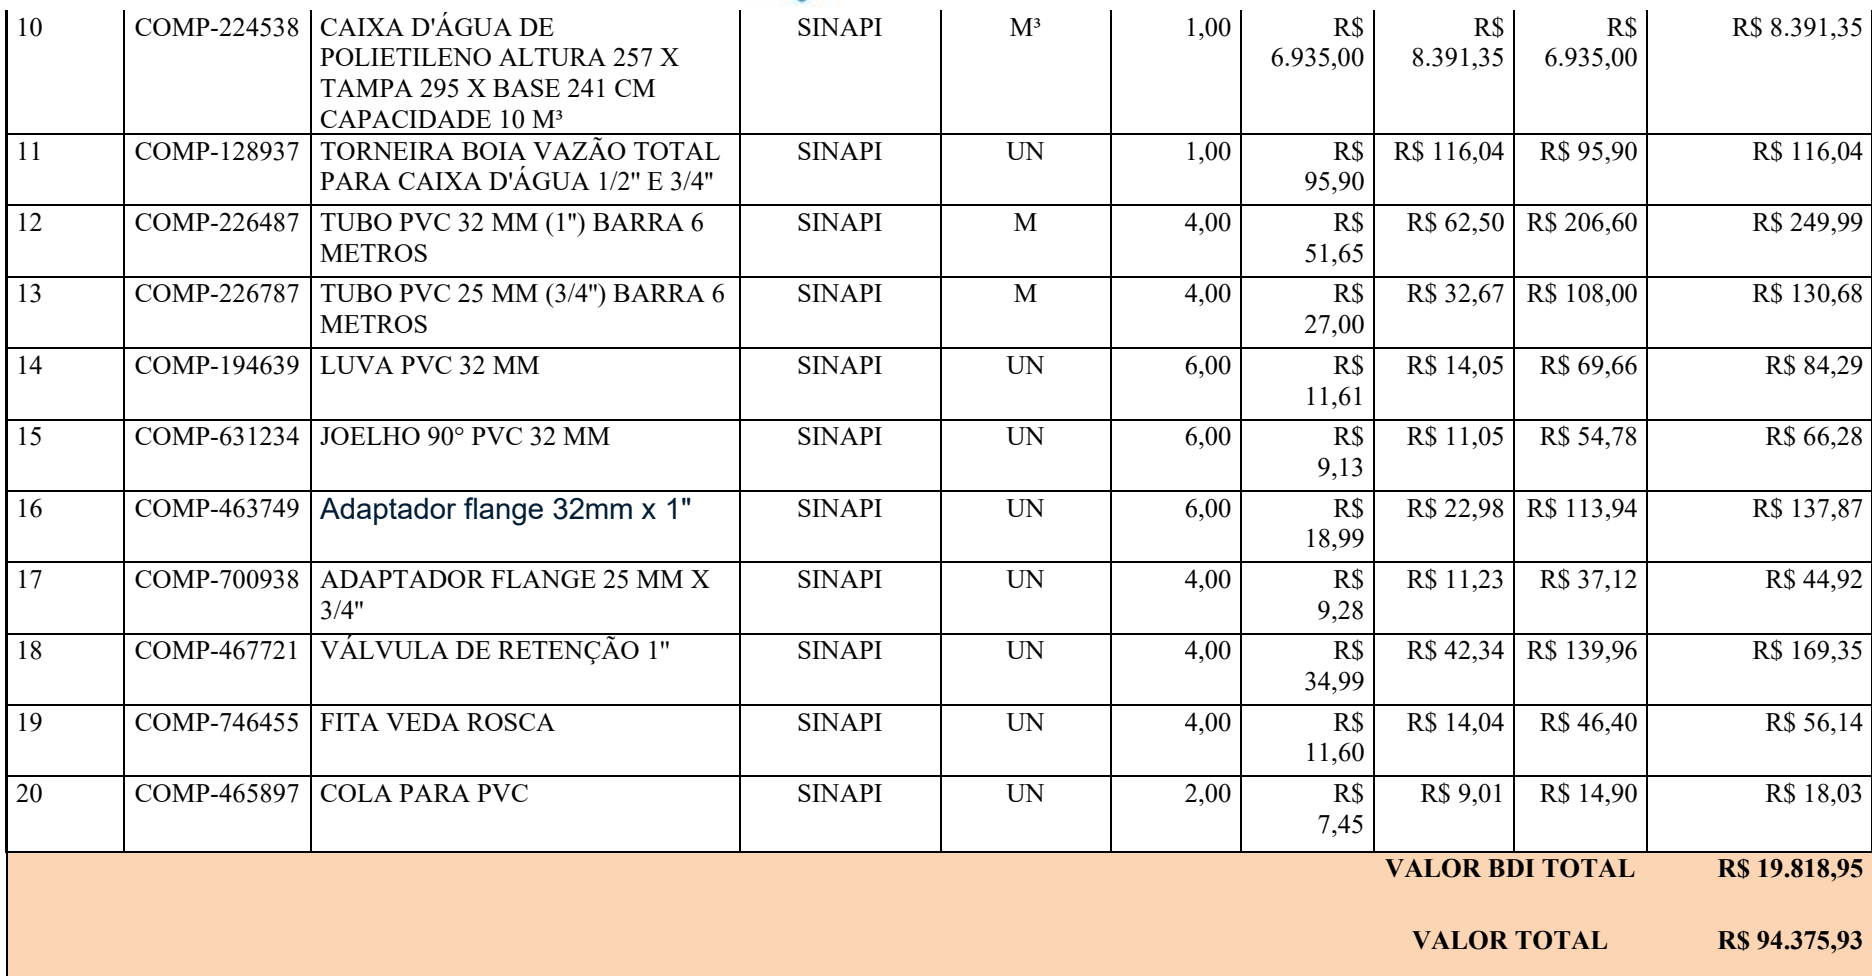 10 COMP-224538 CAIXA D'ÁGUA DE SINAPI M³ 1,00 R$ R$ R$ R$ 8.391,35
POLIETILENO ALTURA 257 X 6.935,00 8.391,35 6.935,00
TAMPA 295 X BASE 241 CM
CAPACIDADE 10 M³
11 COMP-128937 TORNEIRA BOIA VAZÃO TOTAL SINAPI UN 1,00 R$ R$ 116,04 R$ 95,90 R$ 116,04
PARA CAIXA D'ÁGUA 1/2" E 3/4" 95,90
12 COMP-226487 TUBO PVC 32 MM (1") BARRA 6 SINAPI M 4,00 R$ R$ 62,50 R$ 206,60 R$ 249,99
METROS 51,65
13 COMP-226787 TUBO PVC 25 MM (3/4") BARRA 6 SINAPI M 4,00 R$ R$ 32,67 R$ 108,00 R$ 130,68
METROS 27,00
14 COMP-194639 LUVA PVC 32 MM SINAPI UN 6,00 R$ R$ 14,05 R$ 69,66 R$ 84,29
11,61
15 COMP-631234 JOELHO 90° PVC 32 MM SINAPI UN 6,00 R$ R$ 11,05 R$ 54,78 R$ 66,28
9,13
16 COMP-463749 Adaptador flange 32mm x 1" SINAPI UN 6,00 R$ R$ 22,98 R$ 113,94 R$ 137,87
18,99
17 COMP-700938 ADAPTADOR FLANGE 25 MM X SINAPI UN 4,00 R$ R$ 11,23 R$ 37,12 R$ 44,92
3/4" 9,28
18 COMP-467721 VÁLVULA DE RETENÇÃO 1" SINAPI UN 4,00 R$ R$ 42,34 R$ 139,96 R$ 169,35
34,99
19 COMP-746455 FITA VEDA ROSCA SINAPI UN 4,00 R$ R$ 14,04 R$ 46,40 R$ 56,14
11,60
20 COMP-465897 COLA PARA PVC SINAPI UN 2,00 R$ R$ 9,01 R$ 14,90 R$ 18,03
7,45
VALOR BDI TOTAL R$ 19.818,95
VALOR TOTAL R$ 94.375,93